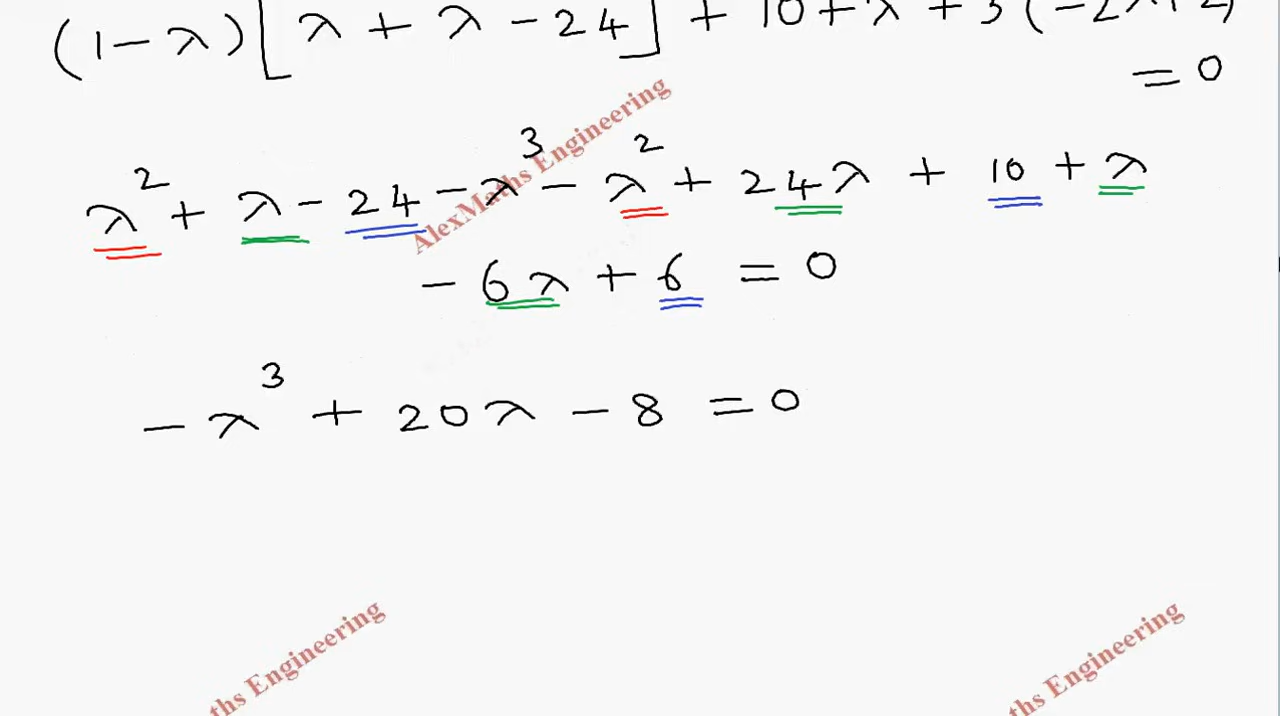 (1 − λ) [ λ + λ − 24 ] + 10 + λ + 3 (−2λ + 2)
= 0
λ² + λ − 24 − λ³ − λ² + 24λ + 10 + λ
− 6λ + 6 = 0
− λ³ + 20λ − 8 = 0
AlexMaths Engineering
ths Engineering
ths Engineering